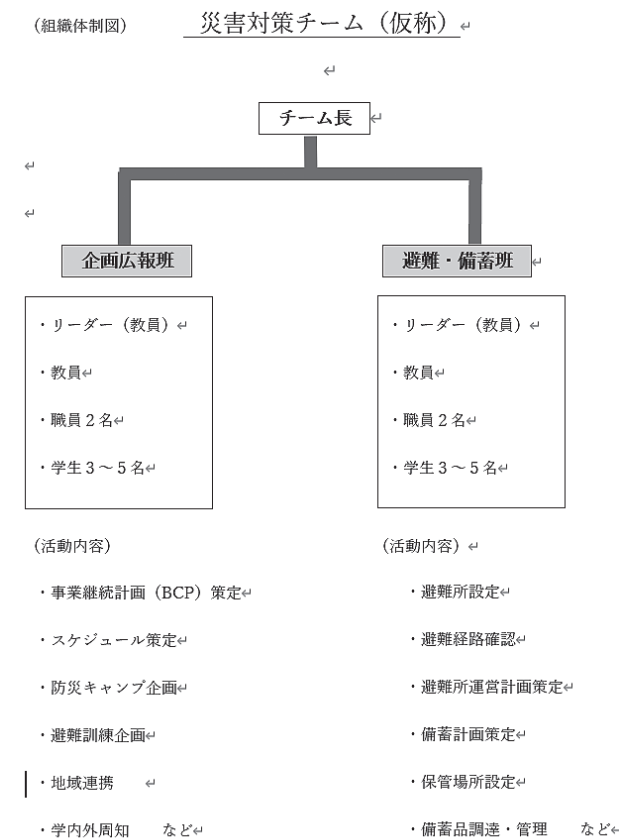 （組織体制図）
災害対策チーム（仮称）
チーム長
企画広報班
・リーダー（教員）
・教員
・職員２名
・学生３～５名
（活動内容）
・事業継続計画（BCP）策定
・スケジュール策定
・防災キャンプ企画
・避難訓練企画
・地域連携
・学内外周知　　など
避難・備蓄班
・リーダー（教員）
・教員
・職員２名
・学生３～５名
（活動内容）
・避難所設定
・避難経路確認
・避難所運営計画策定
・備蓄計画策定
・保管場所設定
・備蓄品調達・管理　　など